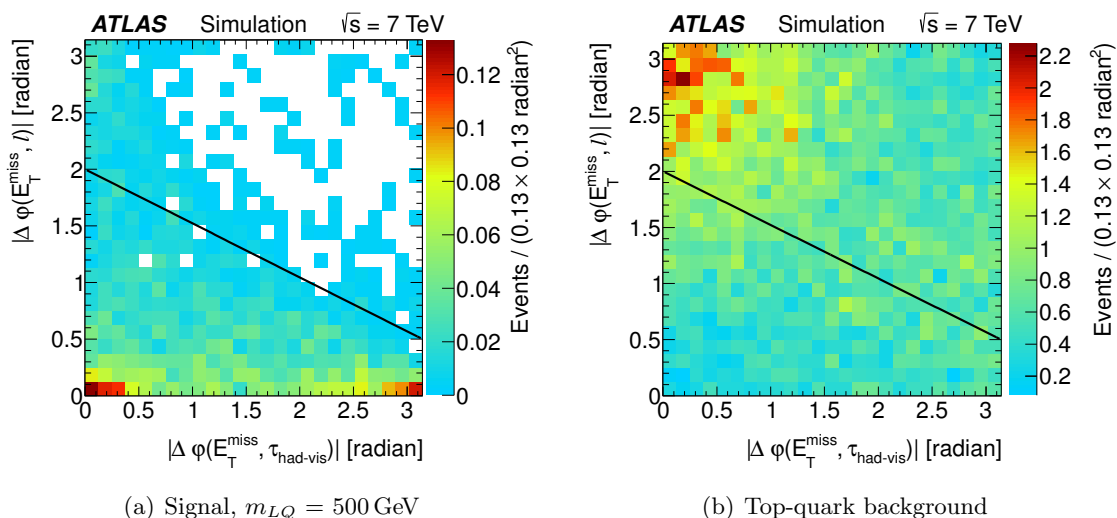 ATLAS Simulation √s = 7 TeV
|Δ φ(E_T^miss, l)| [radian]
3
2.5
2
1.5
1
0.5
0
0 0.5 1 1.5 2 2.5 3
|Δ φ(E_T^miss, τ_had-vis)| [radian]
0.12
0.1
0.08
0.06
0.04
0.02
0
Events / (0.13 × 0.13 radian²)
(a) Signal, m_LQ = 500 GeV
ATLAS Simulation √s = 7 TeV
|Δ φ(E_T^miss, l)| [radian]
3
2.5
2
1.5
1
0.5
0
0 0.5 1 1.5 2 2.5 3
|Δ φ(E_T^miss, τ_had-vis)| [radian]
2.2
2
1.8
1.6
1.4
1.2
1
0.8
0.6
0.4
0.2
Events / (0.13 × 0.13 radian²)
(b) Top-quark background